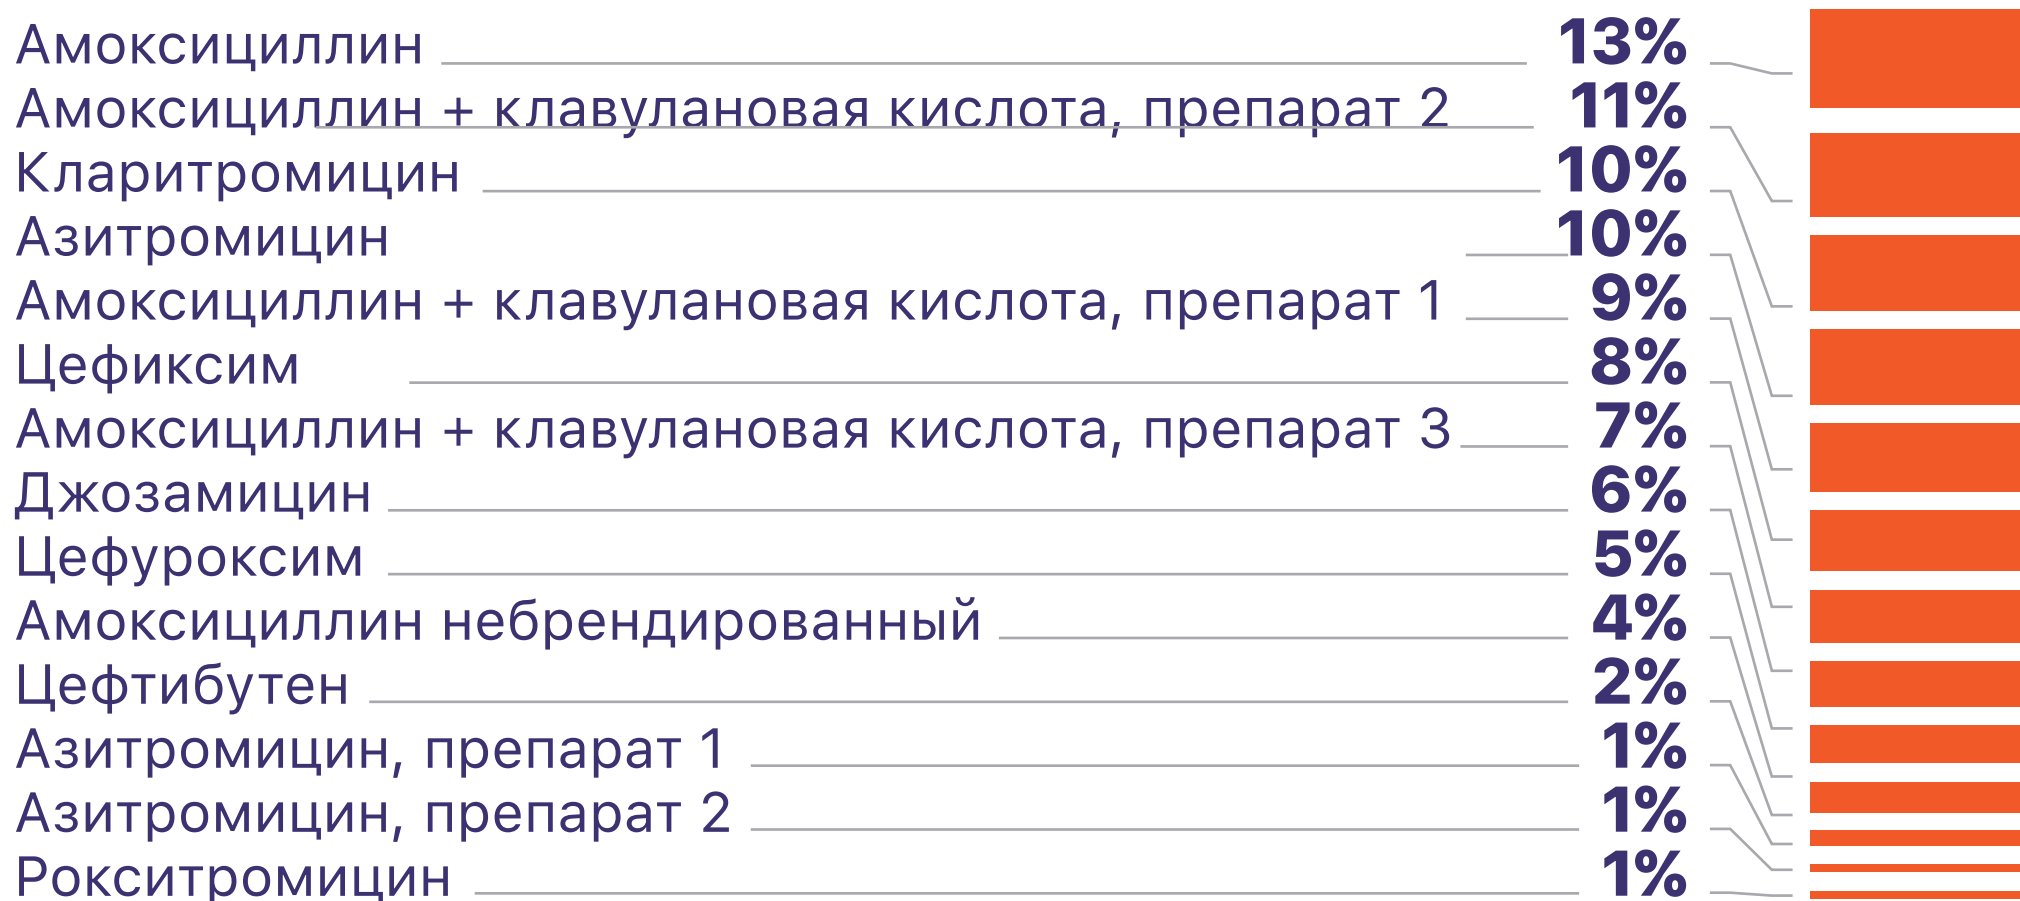 Амоксициллин 13%
Амоксициллин + клавулановая кислота, препарат 2 11%
Кларитромицин 10%
Азитромицин 10%
Амоксициллин + клавулановая кислота, препарат 1 9%
Цефиксим 8%
Амоксициллин + клавулановая кислота, препарат 3 7%
Джозамицин 6%
Цефуроксим 5%
Амоксициллин небрендированный 4%
Цефтибутен 2%
Азитромицин, препарат 1 1%
Азитромицин, препарат 2 1%
Рокситромицин 1%